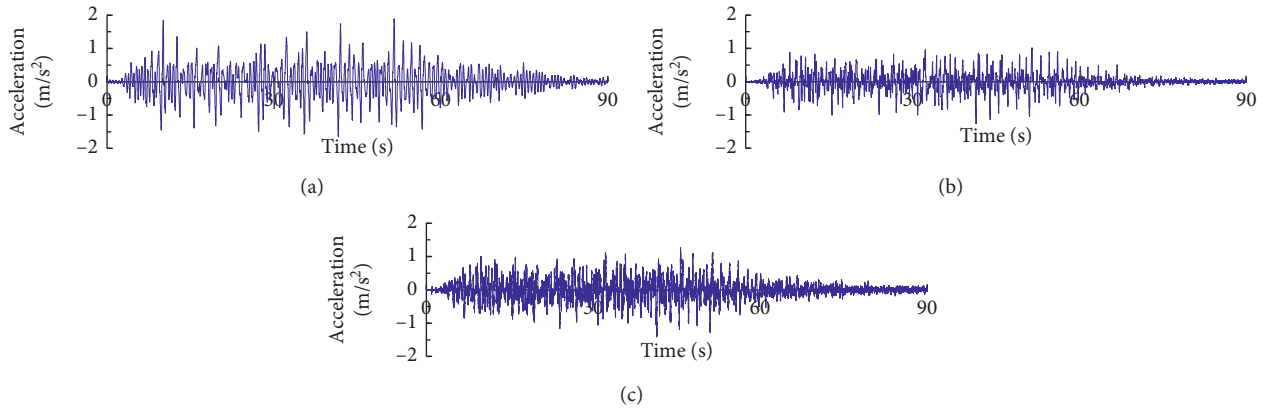 2
1
0
–1
–2
Acceleration
(m/s²)
0
30
60
90
Time (s)
(a)
2
1
0
–1
–2
Acceleration
(m/s²)
0
30
60
90
Time (s)
(b)
2
1
0
–1
–2
Acceleration
(m/s²)
0
30
60
90
Time (s)
(c)